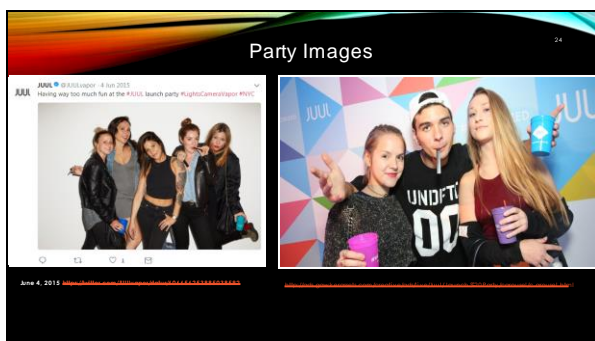 Party Images
24
JUUL
JUUL @JUULvapor · 4 Jun 2015
Having way too much fun at the #JUUL launch party #LightsCameraVapor #NYC
JUUL
JUUL
UNDFTD
00
June 4, 2015